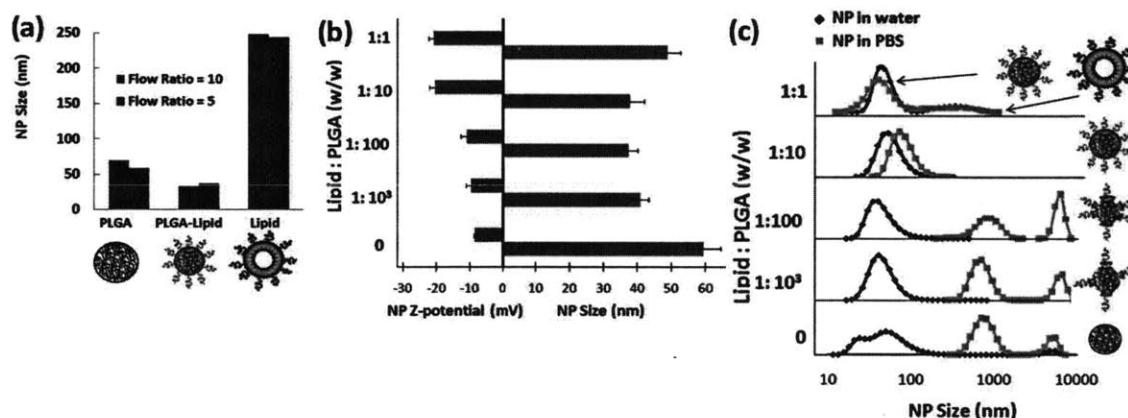 (a)
250
200
150
100
50
0
NP Size (nm)
Flow Ratio = 10
Flow Ratio = 5
PLGA
PLGA-Lipid
Lipid
(b)
Lipid : PLGA (w/w)
1:1
1:10
1:100
1:10³
0
-30 -20 -10 0 10 20 30 40 50 60
NP Z-potential (mV)
NP Size (nm)
(c)
NP in water
NP in PBS
Lipid : PLGA (w/w)
1:1
1:10
1:100
1:10³
0
10 100 1000 10000
NP Size (nm)